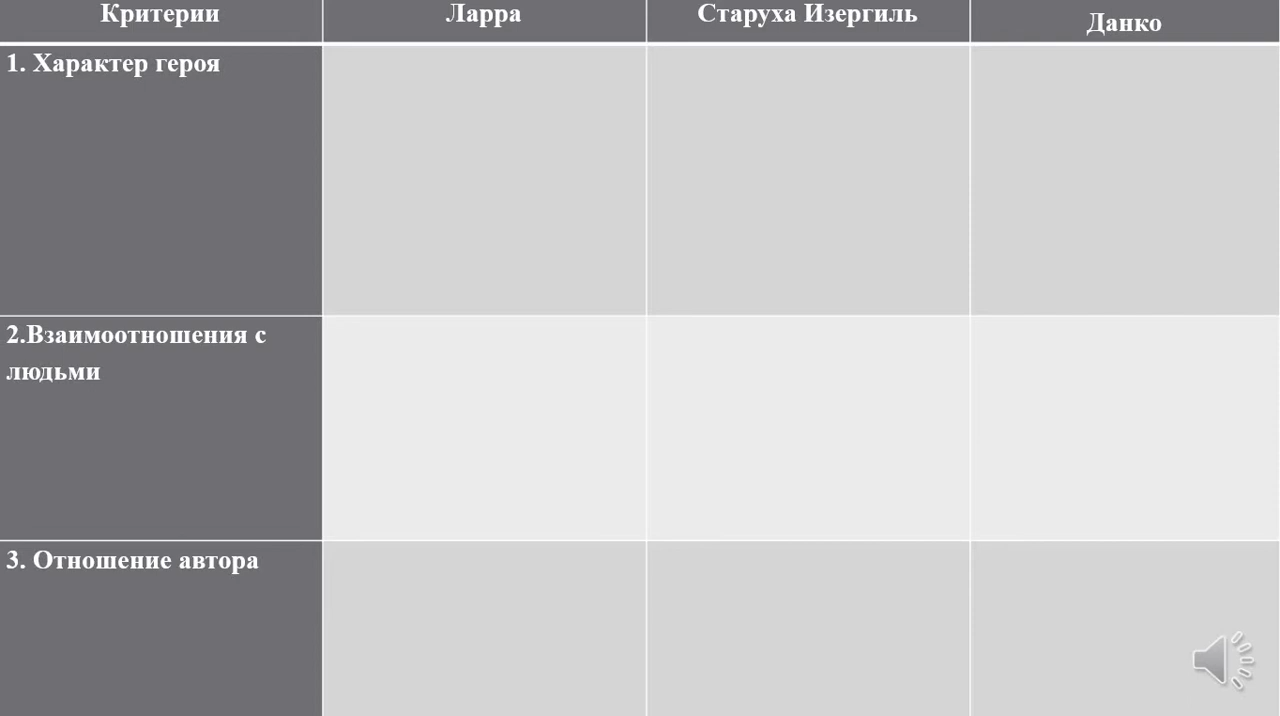 Критерии
Ларра
Старуха Изергиль
Данко
1. Характер героя
2.Взаимоотношения с
людьми
3. Отношение автора